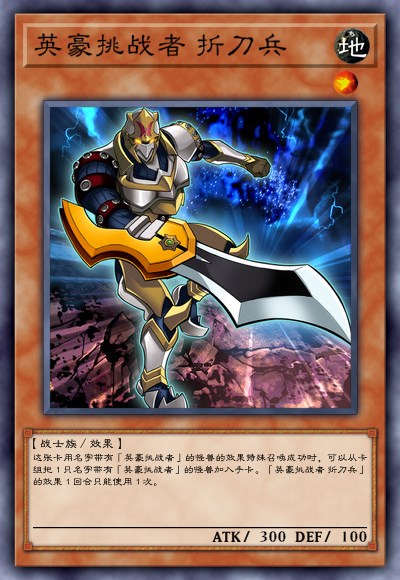 英豪挑战者 折刀兵
地
【战士族／效果】
这张卡用名字带有「英豪挑战者」的怪兽的效果特殊召唤成功时，可以从卡
组把１只名字带有「英豪挑战者」的怪兽加入手卡。「英豪挑战者 折刀兵」
的效果１回合只能使用１次。
ATK/ 300 DEF/ 100